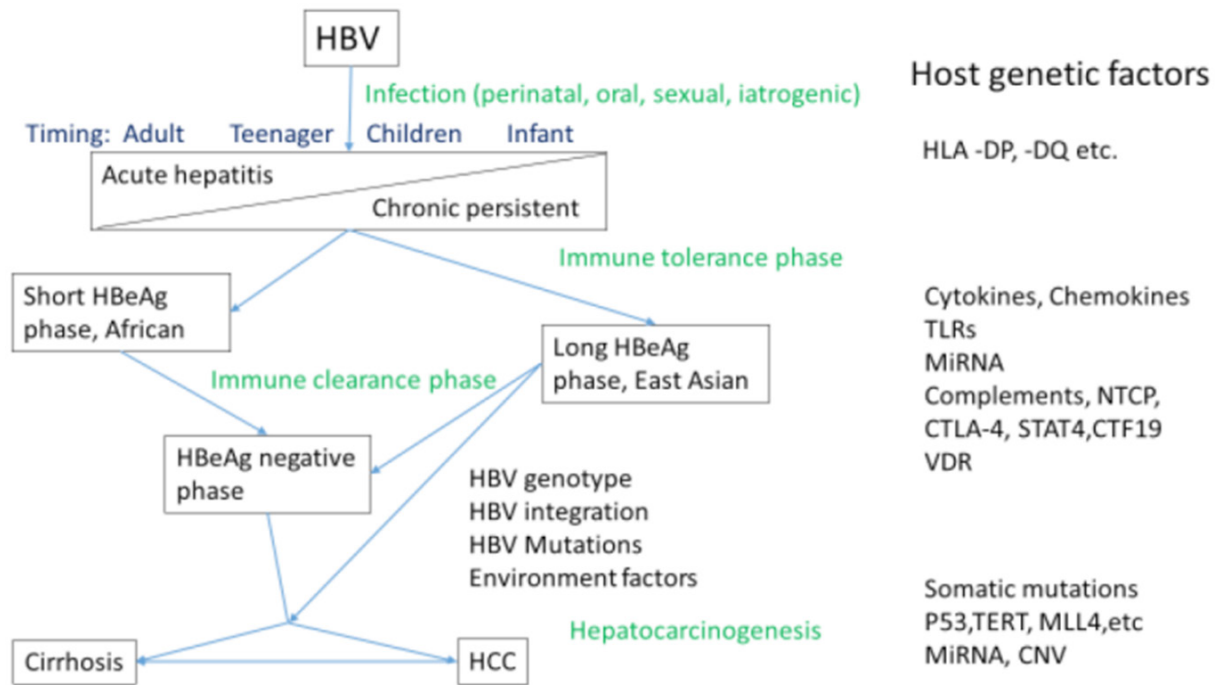 HBV
Host genetic factors
Infection (perinatal, oral, sexual, iatrogenic)
Timing: Adult Teenager Children Infant
HLA -DP, -DQ etc.
Acute hepatitis
Chronic persistent
Immune tolerance phase
Short HBeAg
phase, African
Cytokines, Chemokines
TLRs
MiRNA
Complements, NTCP,
CTLA-4, STAT4,CTF19
VDR
Long HBeAg
phase, East Asian
Immune clearance phase
HBeAg negative
phase
HBV genotype
HBV integration
HBV Mutations
Environment factors
Somatic mutations
P53,TERT, MLL4,etc
MiRNA, CNV
Hepatocarcinogenesis
Cirrhosis
HCC